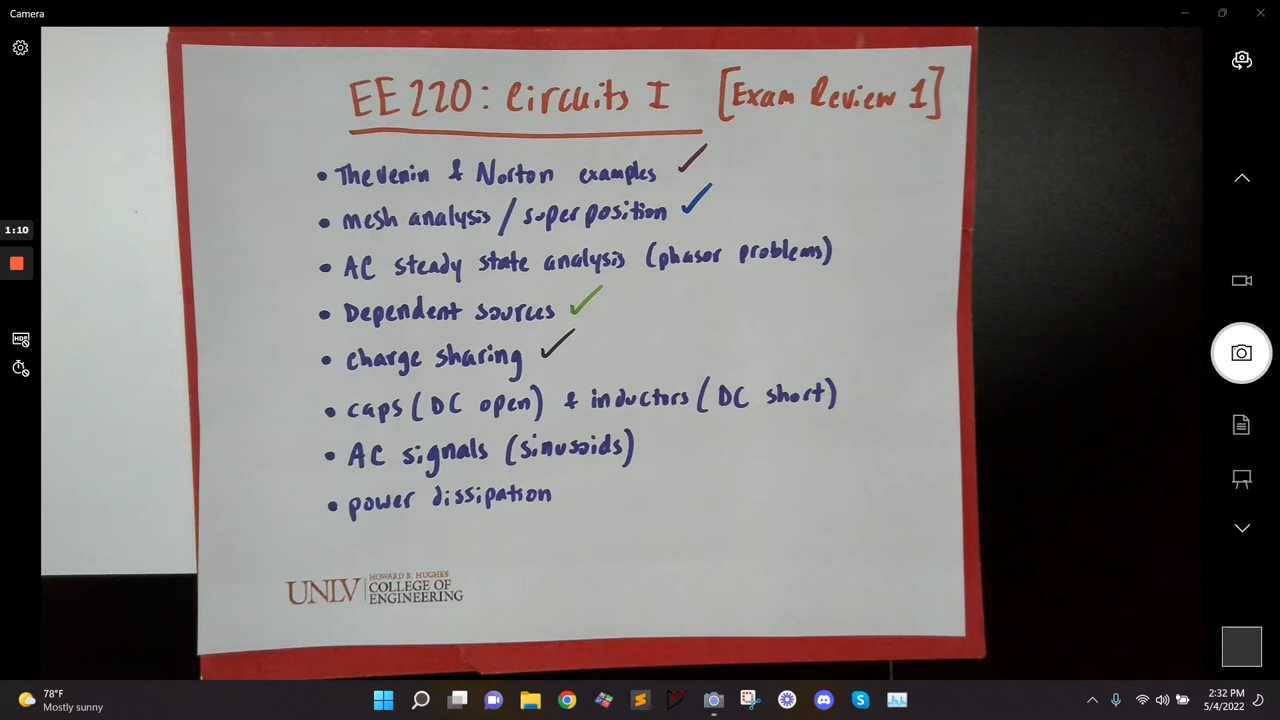 Camera
EE 220: Circuits I [Exam Review 1]
• Thevenin & Norton examples ✓
• mesh analysis / superposition ✓
• AC steady state analysis (phasor problems)
• Dependent sources ✓
• charge sharing ✓
• caps (DC open) & inductors (DC short)
• AC signals (sinusoids)
• power dissipation
UNLV
HOWARD R. HUGHES
COLLEGE OF
ENGINEERING
1:10
HDR
78°F
Mostly sunny
2:32 PM
5/4/2022